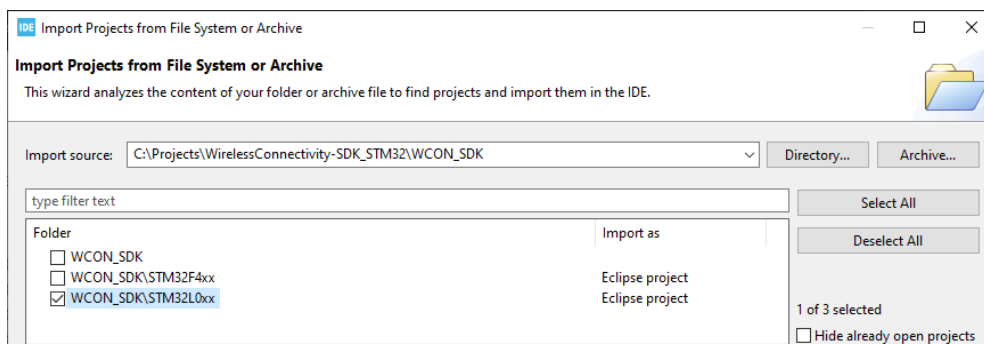 IDE Import Projects from File System or Archive
Import Projects from File System or Archive
This wizard analyzes the content of your folder or archive file to find projects and import them in the IDE.
Import source: C:\Projects\WirelessConnectivity-SDK_STM32\WCON_SDK Directory... Archive...
type filter text Select All
Folder Import as Deselect All
WCON_SDK
WCON_SDK\STM32F4xx Eclipse project
WCON_SDK\STM32L0xx Eclipse project
1 of 3 selected
Hide already open projects